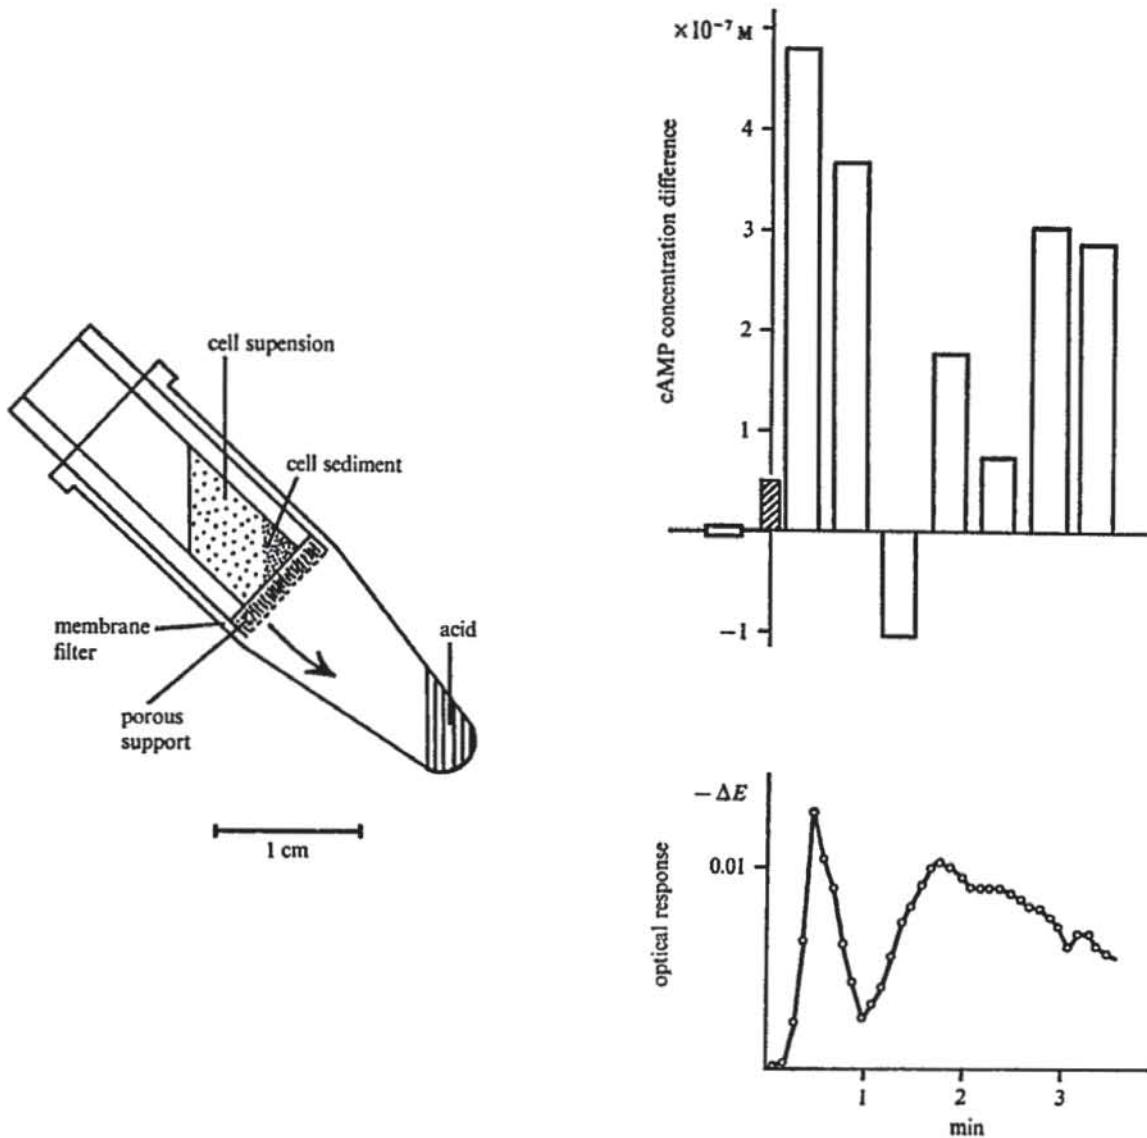 cell supension
cell sediment
membrane
filter
acid
porous
support
1 cm
×10⁻⁷ M
cAMP concentration difference
4
3
2
1
−1
− ΔE
0.01
optical response
1
2
3
min